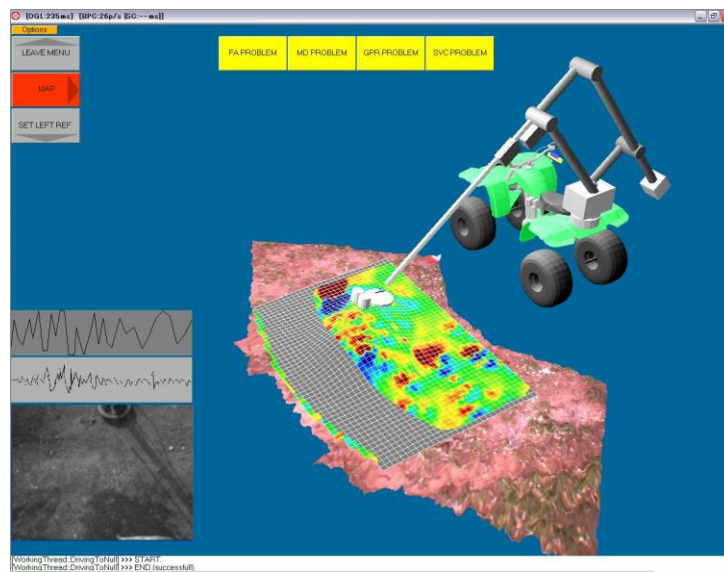 [OGL:235ms] [BPC:26p/s [SC:--ms]]
Options
LEAVE MENU
MAP
SET LEFT REF.
FA PROBLEM
MD PROBLEM
GPR PROBLEM
SVC PROBLEM
[WorkingThread::DrivingToNull] >>> START.
[WorkingThread::DrivingToNull] >>> END (successfull)